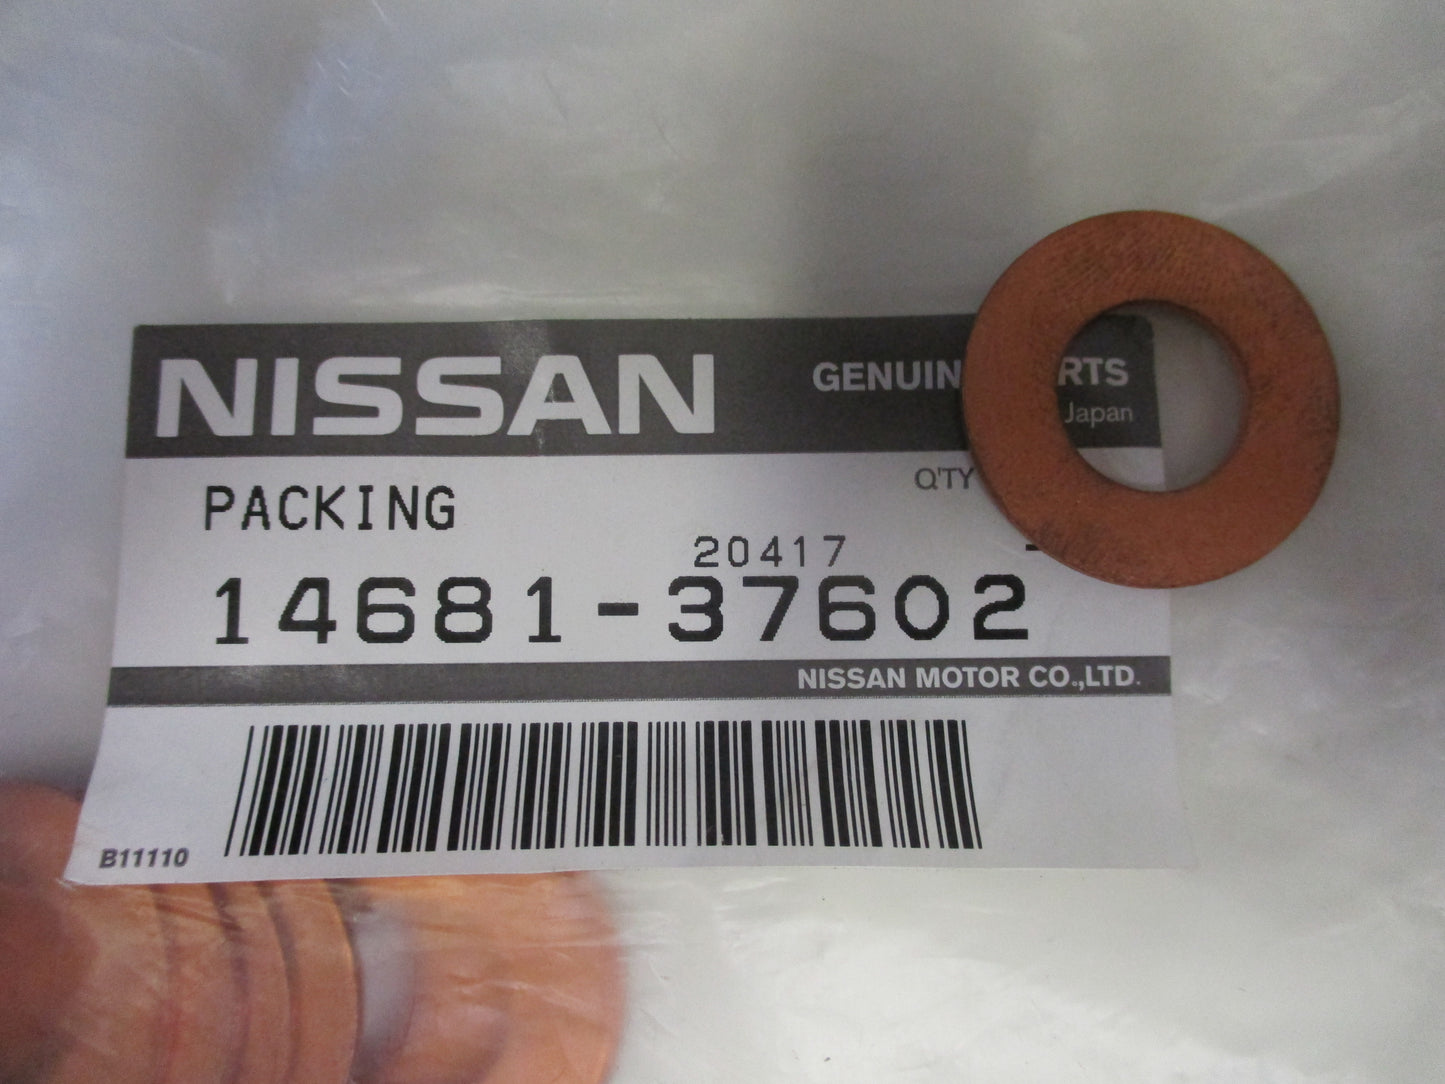 NISSAN GENUIN RTS
Japan
Q'TY
PACKING
20417
14681-37602
NISSAN MOTOR CO.,LTD.
B11110